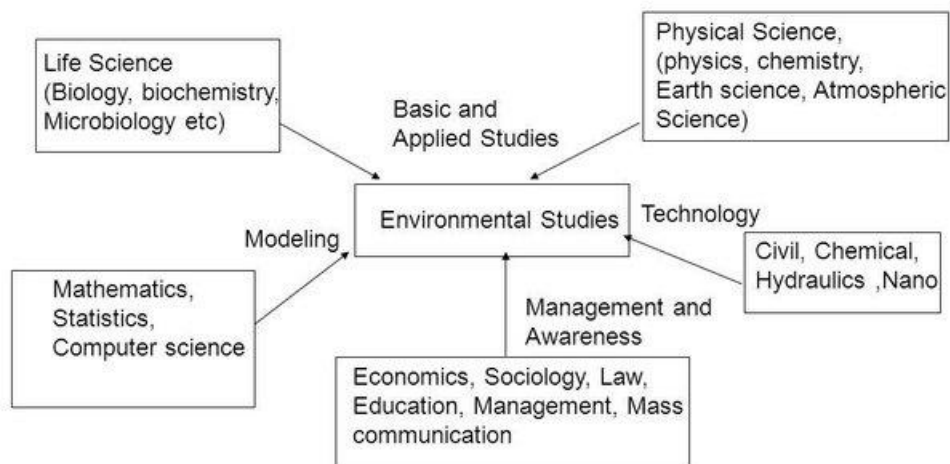 Life Science
(Biology, biochemistry,
Microbiology etc)
Basic and
Applied Studies
Physical Science,
(physics, chemistry,
Earth science, Atmospheric
Science)
Environmental Studies
Technology
Modeling
Civil, Chemical,
Hydraulics ,Nano
Mathematics,
Statistics,
Computer science
Management and
Awareness
Economics, Sociology, Law,
Education, Management, Mass
communication